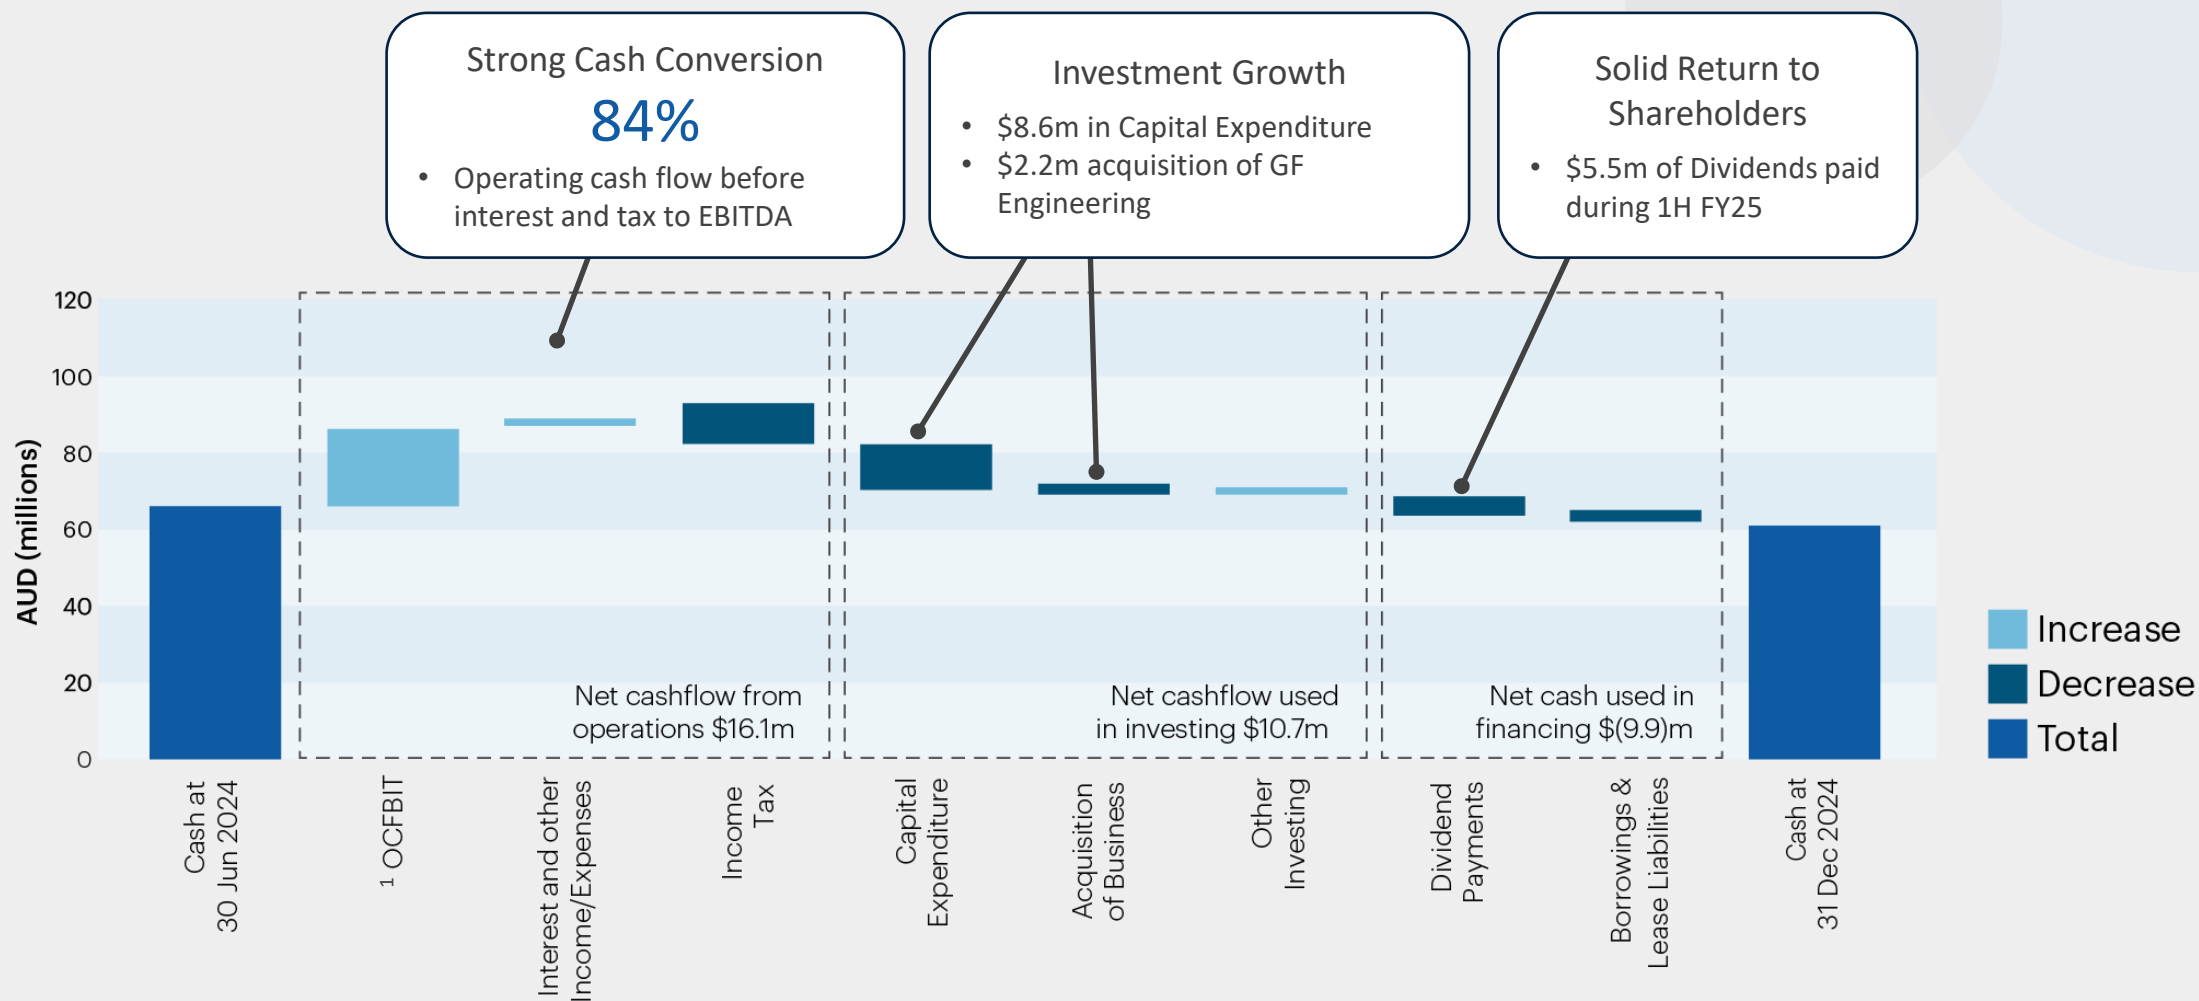 Strong Cash Conversion
84%
• Operating cash flow before
interest and tax to EBITDA
Investment Growth
• $8.6m in Capital Expenditure
• $2.2m acquisition of GF
Engineering
Solid Return to
Shareholders
• $5.5m of Dividends paid
during 1H FY25
AUD (millions)
120
100
80
60
40
20
0
Net cashflow from
operations $16.1m
Net cashflow used
in investing $10.7m
Net cash used in
financing $(9.9)m
Increase
Decrease
Total
Cash at
30 Jun 2024
1 OCFBIT
Interest and other
Income/Expenses
Income
Tax
Capital
Expenditure
Acquisition
of Business
Other
Investing
Dividend
Payments
Borrowings &
Lease Liabilities
Cash at
31 Dec 2024